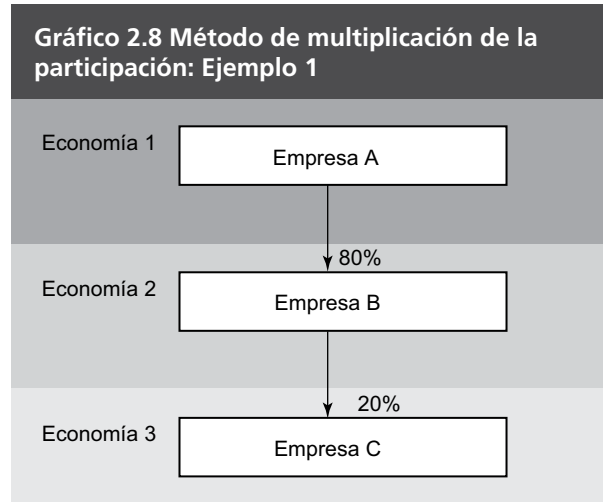 Gráfico 2.8 Método de multiplicación de la
participación: Ejemplo 1
Economía 1
Empresa A
80%
Economía 2
Empresa B
20%
Economía 3
Empresa C